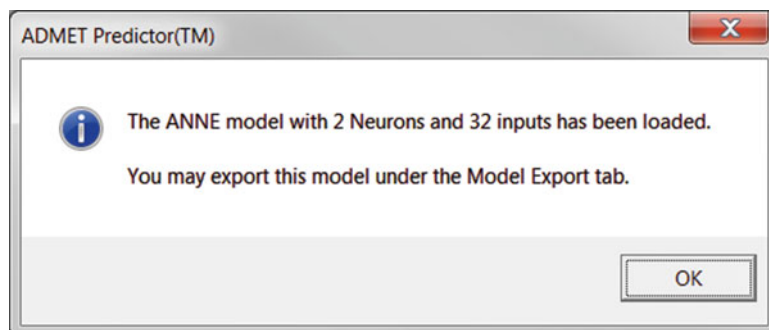 ADMET Predictor(TM)
The ANNE model with 2 Neurons and 32 inputs has been loaded.
You may export this model under the Model Export tab.
OK